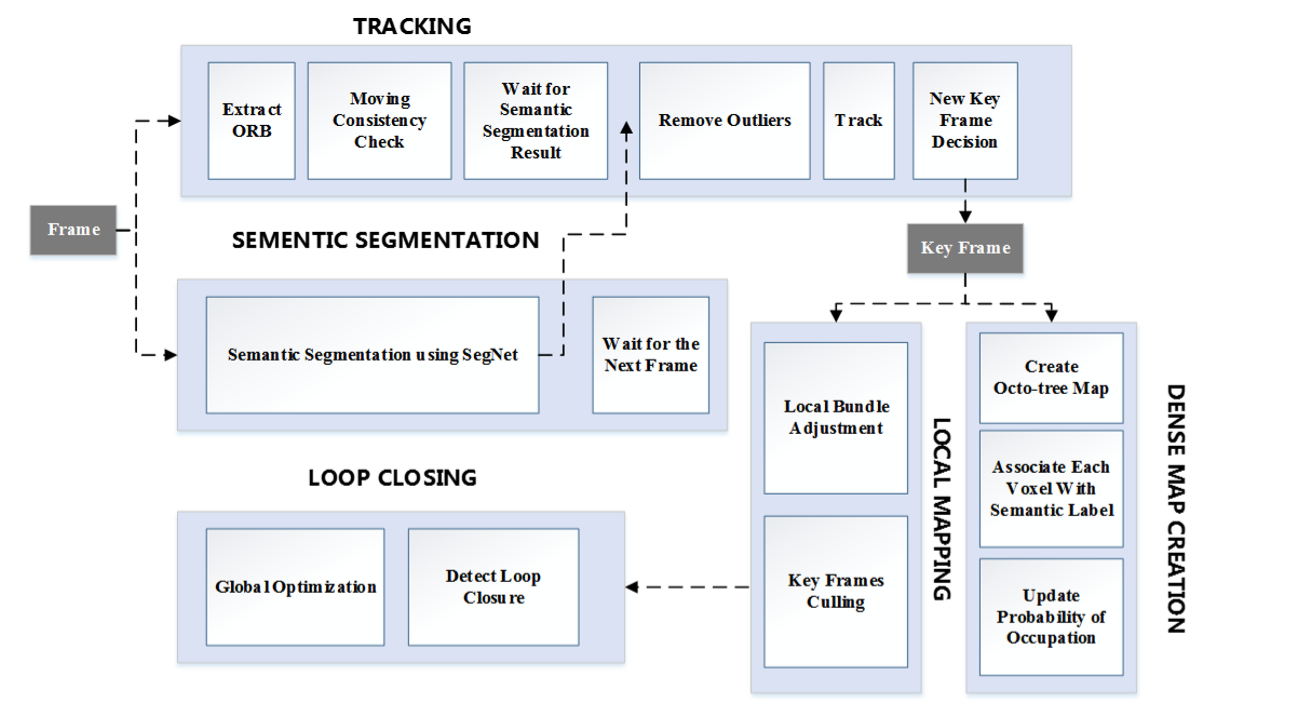 TRACKING
Extract
ORB
Moving
Consistency
Check
Wait for
Semantic
Segmentation
Result
Remove Outliers
Track
New Key
Frame
Decision
Frame
SEMENTIC SEGMENTATION
Key Frame
Semantic Segmentation using SegNet
Wait for the
Next Frame
Local Bundle
Adjustment
Key Frames
Culling
LOCAL MAPPING
Create
Octo-tree Map
Associate Each
Voxel With
Semantic Label
Update
Probability of
Occupation
DENSE MAP CREATION
LOOP CLOSING
Global Optimization
Detect Loop
Closure